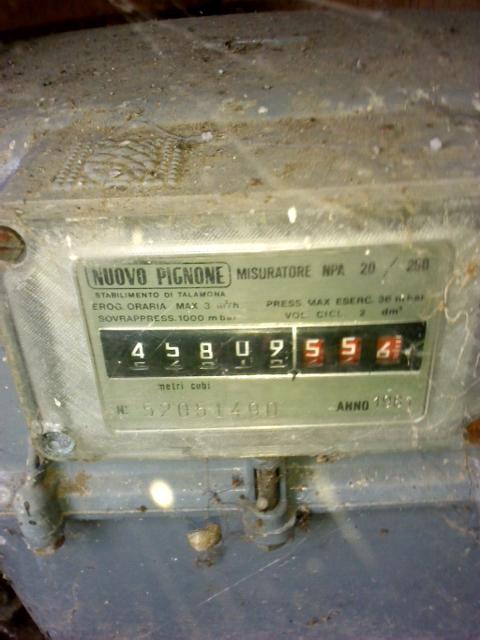 NUOVO PIGNONE MISURATORE NPA 20 / 250
STABILIMENTO DI TALAMONA
EROG. ORARIA MAX 3 m³/h PRESS. MAX ESERC. 36 mbar
SOVRAPPRESS. 1000 mbar VOL. CICL. 2 dm³
4 5 8 0 9 5 5
metri cubi
N° 52051400 ANNO